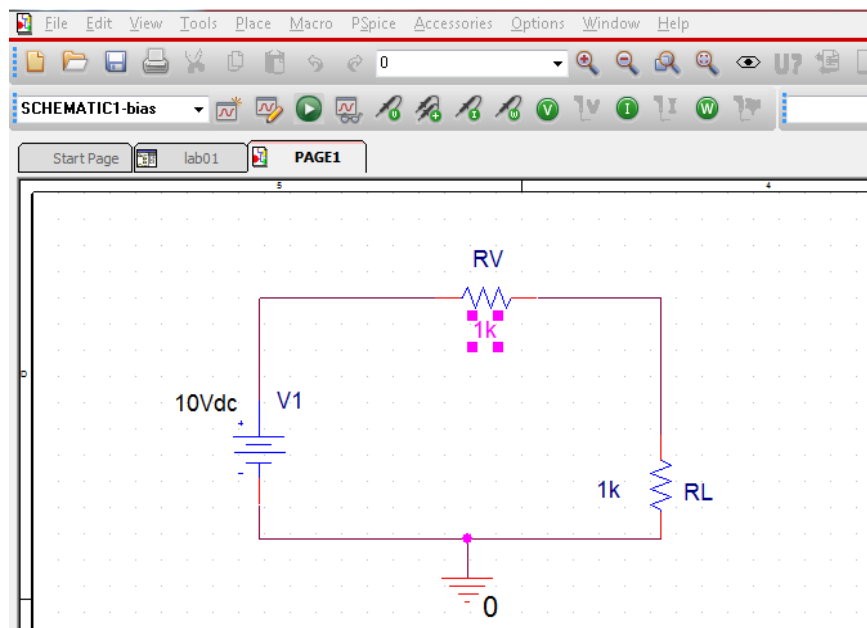 File Edit View Tools Place Macro PSpice Accessories Options Window Help
0 U?
SCHEMATIC1-bias V V I W V I I W
Start Page lab01 PAGE1
5 4
RV
1k
D
10Vdc V1
+
-
1k RL
0